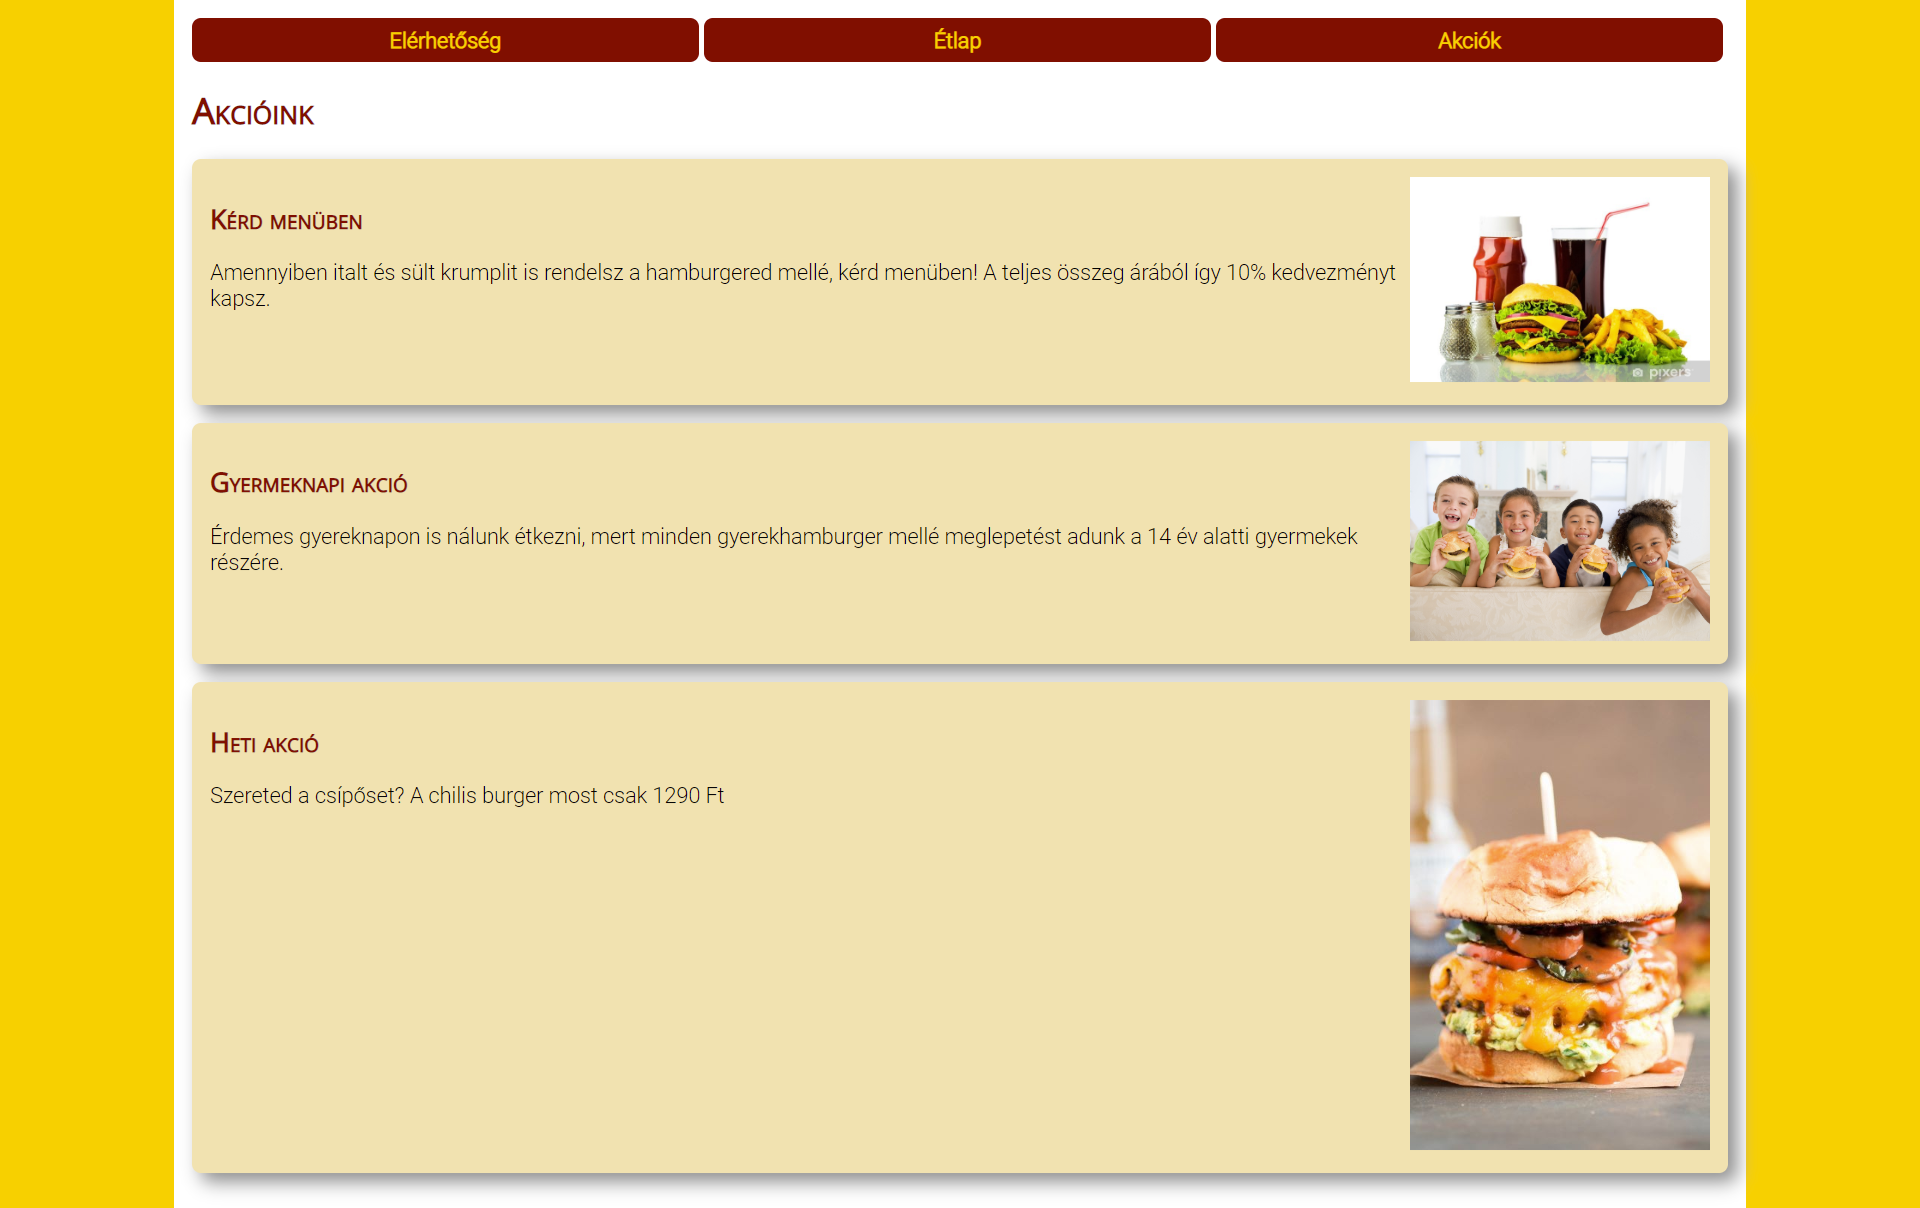 Elérhetőség
Étlap
Akciók
Akcióink
Kérd menüben
Amennyiben italt és sült krumplit is rendelsz a hamburgered mellé, kérd menüben! A teljes összeg árából így 10% kedvezményt
kapsz.
pixers
Gyermeknapi akció
Érdemes gyereknapon is nálunk étkezni, mert minden gyerekhamburger mellé meglepetést adunk a 14 év alatti gyermekek
részére.
Heti akció
Szereted a csípőset? A chilis burger most csak 1290 Ft